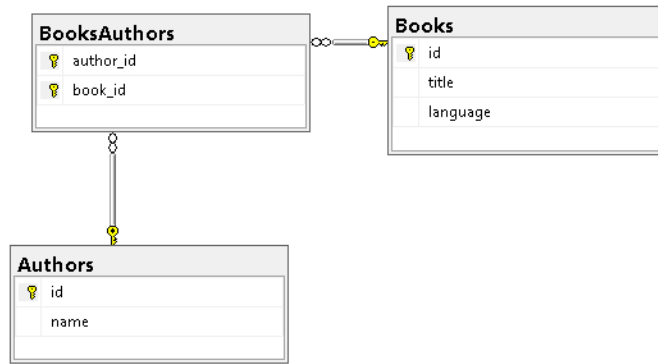 BooksAuthors
author_id
book_id
Books
id
title
language
Authors
id
name